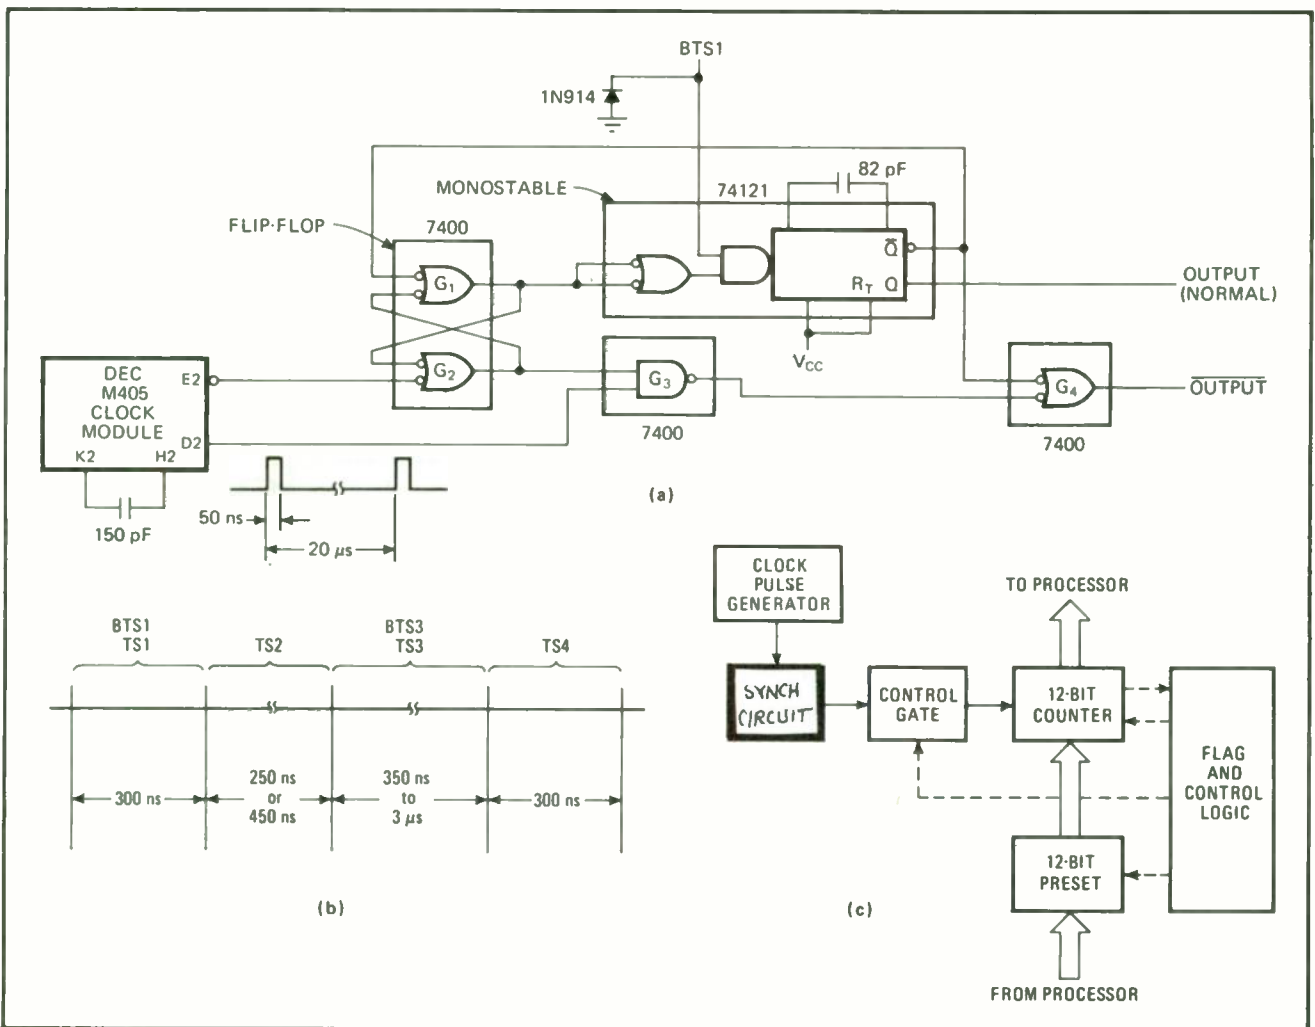 BTS1
1N914
82 pF
MONOSTABLE
74121
FLIP-FLOP
7400
Q̅
G1
RT Q
OUTPUT
(NORMAL)
VCC
DEC
M405
CLOCK
MODULE
E2
D2
K2 H2
G2
G3
G4
O̅U̅T̅P̅U̅T̅
7400
7400
(a)
150 pF
50 ns
20 μs
BTS1
TS1
TS2
BTS3
TS3
TS4
300 ns
250 ns
or
450 ns
350 ns
to
3 μs
300 ns
(b)
CLOCK
PULSE
GENERATOR
TO PROCESSOR
SYNCH
CIRCUIT
CONTROL
GATE
12-BIT
COUNTER
FLAG
AND
CONTROL
LOGIC
12-BIT
PRESET
(c)
FROM PROCESSOR